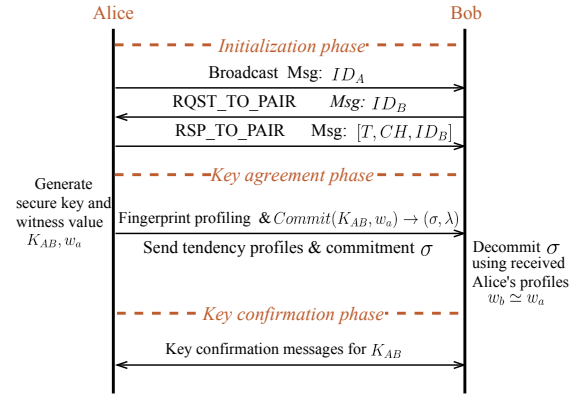 Alice
Bob
Initialization phase
Broadcast Msg: ID_A
RQST_TO_PAIR Msg: ID_B
RSP_TO_PAIR Msg: [T, CH, ID_B]
Key agreement phase
Generate
secure key and
witness value
K_AB, w_a
Fingerprint profiling & Commit(K_AB, w_a) → (σ, λ)
Send tendency profiles & commitment σ
Decommit σ
using received
Alice's profiles
w_b ≃ w_a
Key confirmation phase
Key confirmation messages for K_AB